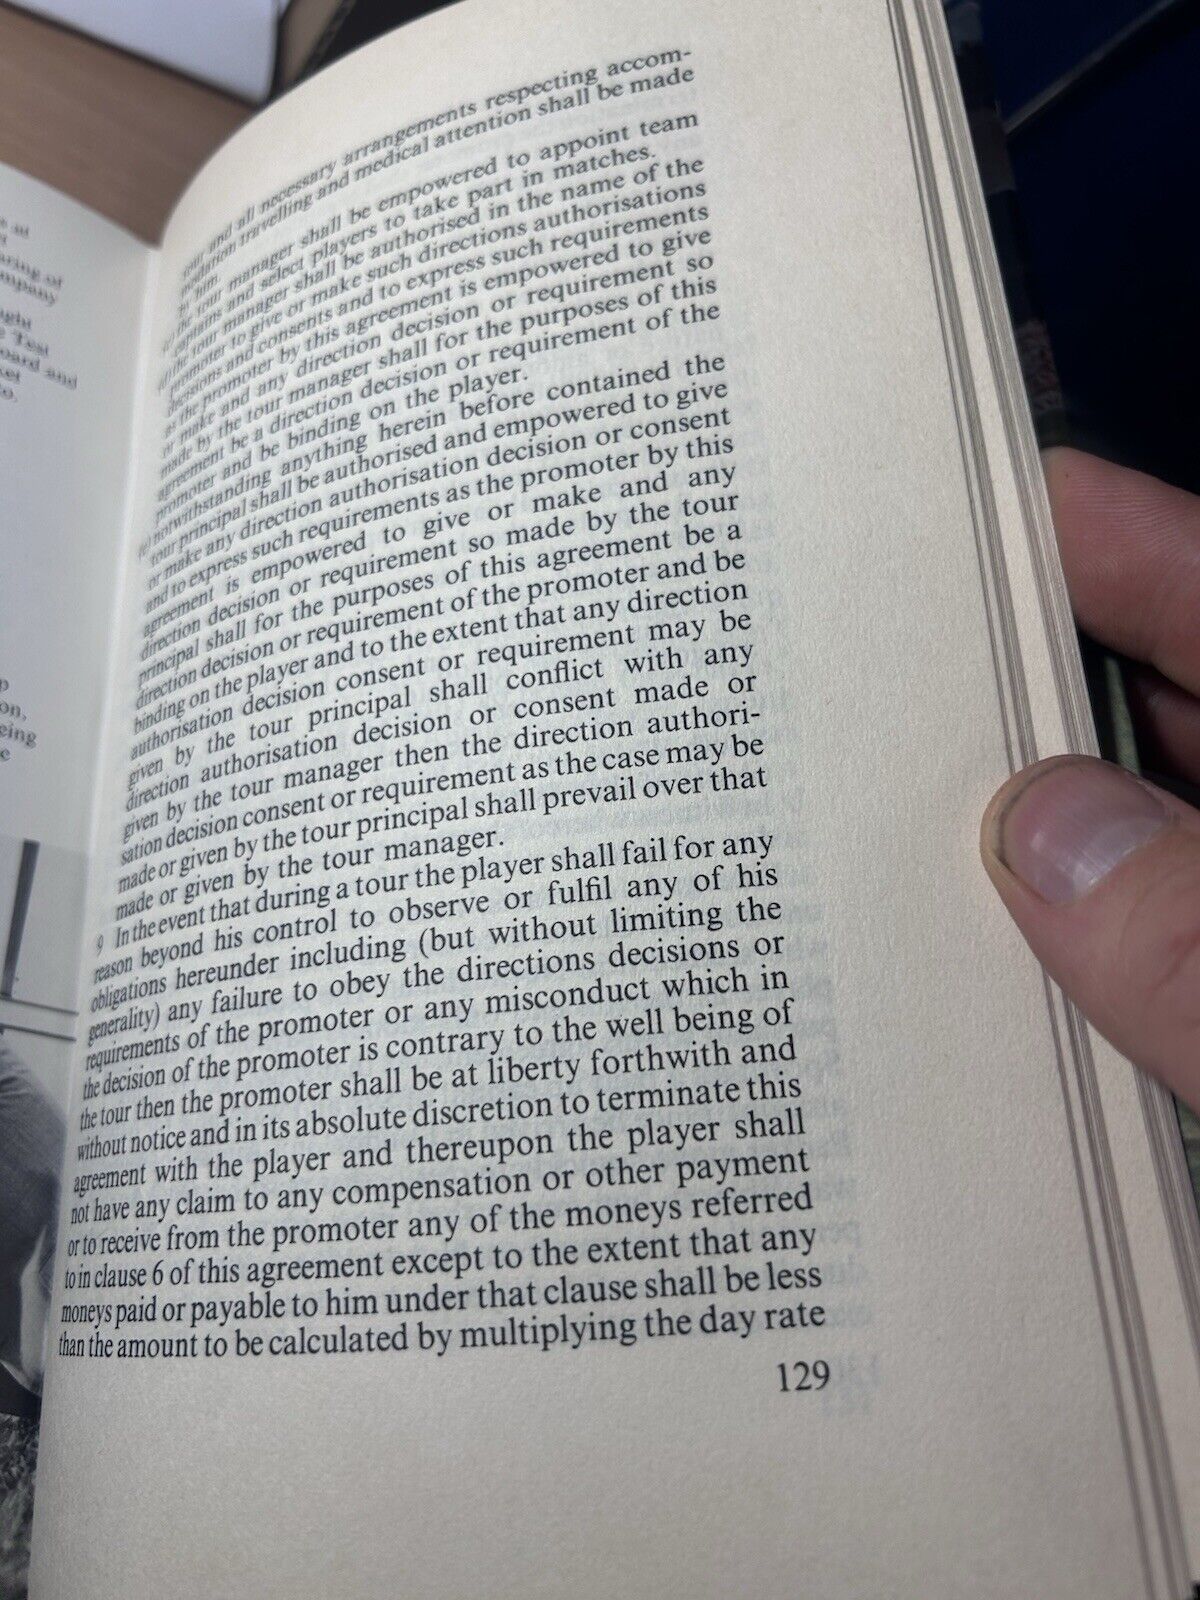 at
aring of
ompany
ight
Test
oard and
ket
to,
p
on,
eing
e
tour and all necessary arrangements respecting accom-
modation travelling and medical attention shall be made
by him.
the tour manager shall be empowered to appoint team
captains and select players to take part in matches.
(d) the tour manager shall be authorised in the name of the
promoter to give or make such directions authorisations
decisions and consents and to express such requirements
as the promoter by this agreement is empowered to give
or make and any direction decision or requirement so
made by the tour manager shall for the purposes of this
agreement be a direction decision or requirement of the
promoter and be binding on the player.
(e) notwithstanding anything herein before contained the
tour principal shall be authorised and empowered to give
or make any direction authorisation decision or consent
and to express such requirements as the promoter by this
agreement is empowered to give or make and any
direction decision or requirement so made by the tour
principal shall for the purposes of this agreement be a
direction decision or requirement of the promoter and be
binding on the player and to the extent that any direction
authorisation decision consent or requirement may be
given by the tour principal shall conflict with any
direction authorisation decision or consent made or
given by the tour manager then the direction authori-
sation decision consent or requirement as the case may be
made or given by the tour principal shall prevail over that
made or given by the tour manager.
9 In the event that during a tour the player shall fail for any
reason beyond his control to observe or fulfil any of his
obligations hereunder including (but without limiting the
generality) any failure to obey the directions decisions or
requirements of the promoter or any misconduct which in
the decision of the promoter is contrary to the well being of
the tour then the promoter shall be at liberty forthwith and
without notice and in its absolute discretion to terminate this
agreement with the player and thereupon the player shall
not have any claim to any compensation or other payment
or to receive from the promoter any of the moneys referred
to in clause 6 of this agreement except to the extent that any
moneys paid or payable to him under that clause shall be less
than the amount to be calculated by multiplying the day rate
129